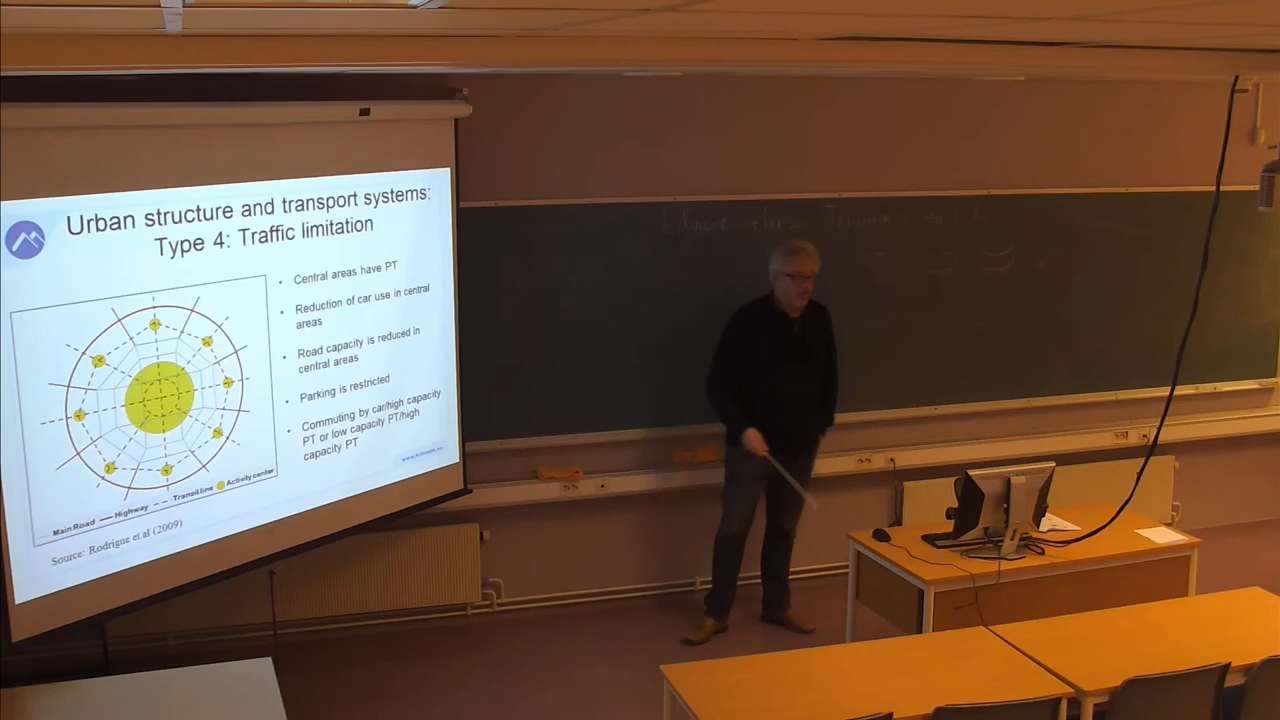 Urban structure and transport systems:
Type 4: Traffic limitation
• Central areas have PT
• Reduction of car use in central
areas
• Road capacity is reduced in
central areas
• Parking is restricted
• Commuting by car/high capacity
PT or low capacity PT/high
capacity PT
Main Road Highway Transit line Activity center
Source: Rodrigue et al (2009)